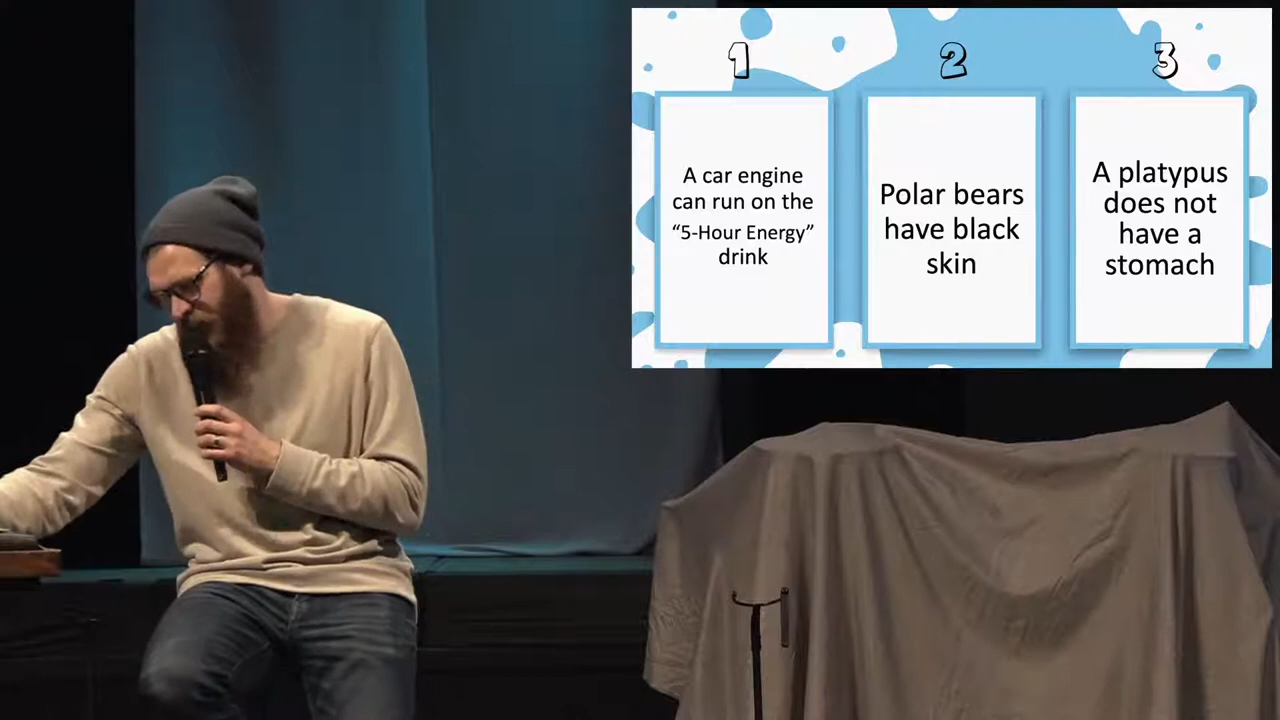 1
2
3
A car engine
can run on the
“5-Hour Energy”
drink
Polar bears
have black
skin
A platypus
does not
have a
stomach